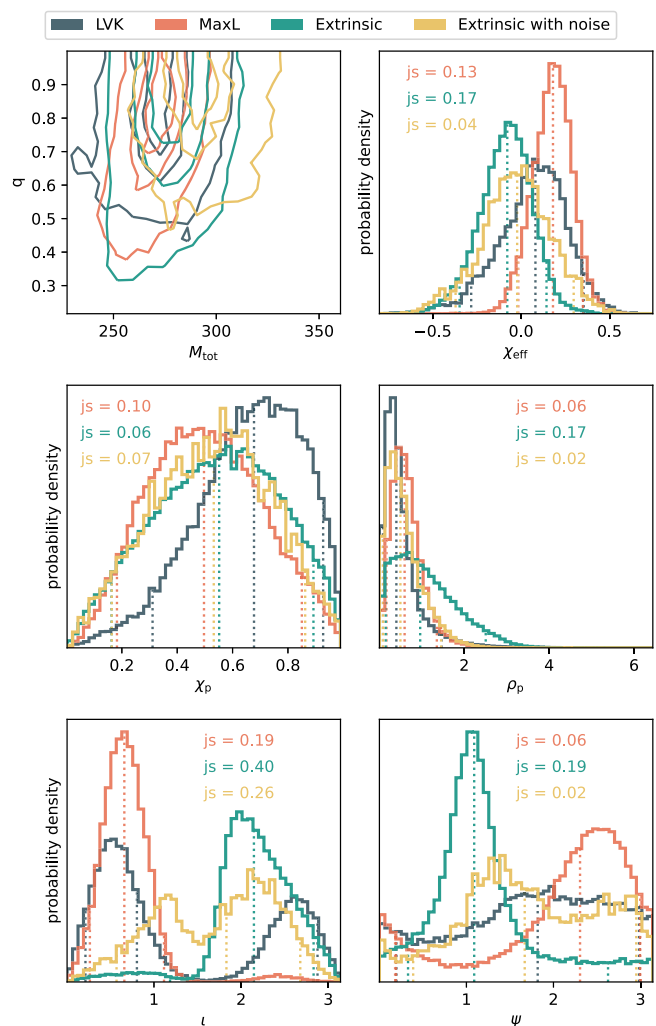 LVK MaxL Extrinsic Extrinsic with noise
0.9
0.8
0.7
0.6
0.5
0.4
0.3
q
250 300 350
M_tot
probability density
js = 0.13
js = 0.17
js = 0.04
−0.5 0.0 0.5
χ_eff
probability density
js = 0.10
js = 0.06
js = 0.07
0.2 0.4 0.6 0.8
χ_p
probability density
js = 0.06
js = 0.17
js = 0.02
2 4 6
ρ_p
probability density
js = 0.19
js = 0.40
js = 0.26
1 2 3
ι
probability density
js = 0.06
js = 0.19
js = 0.02
1 2 3
ψ